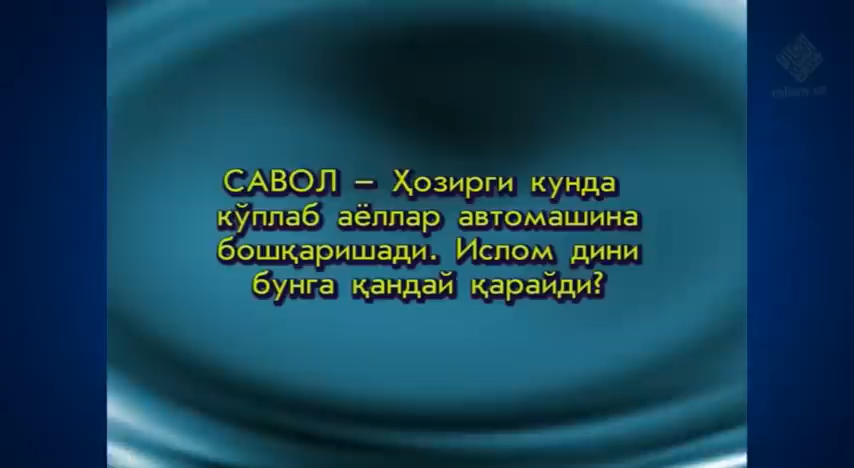 САВОЛ – Ҳозирги кунда
кўплаб аёллар автомашина
бошқаришади. Ислом дини
бунга қандай қарайди?